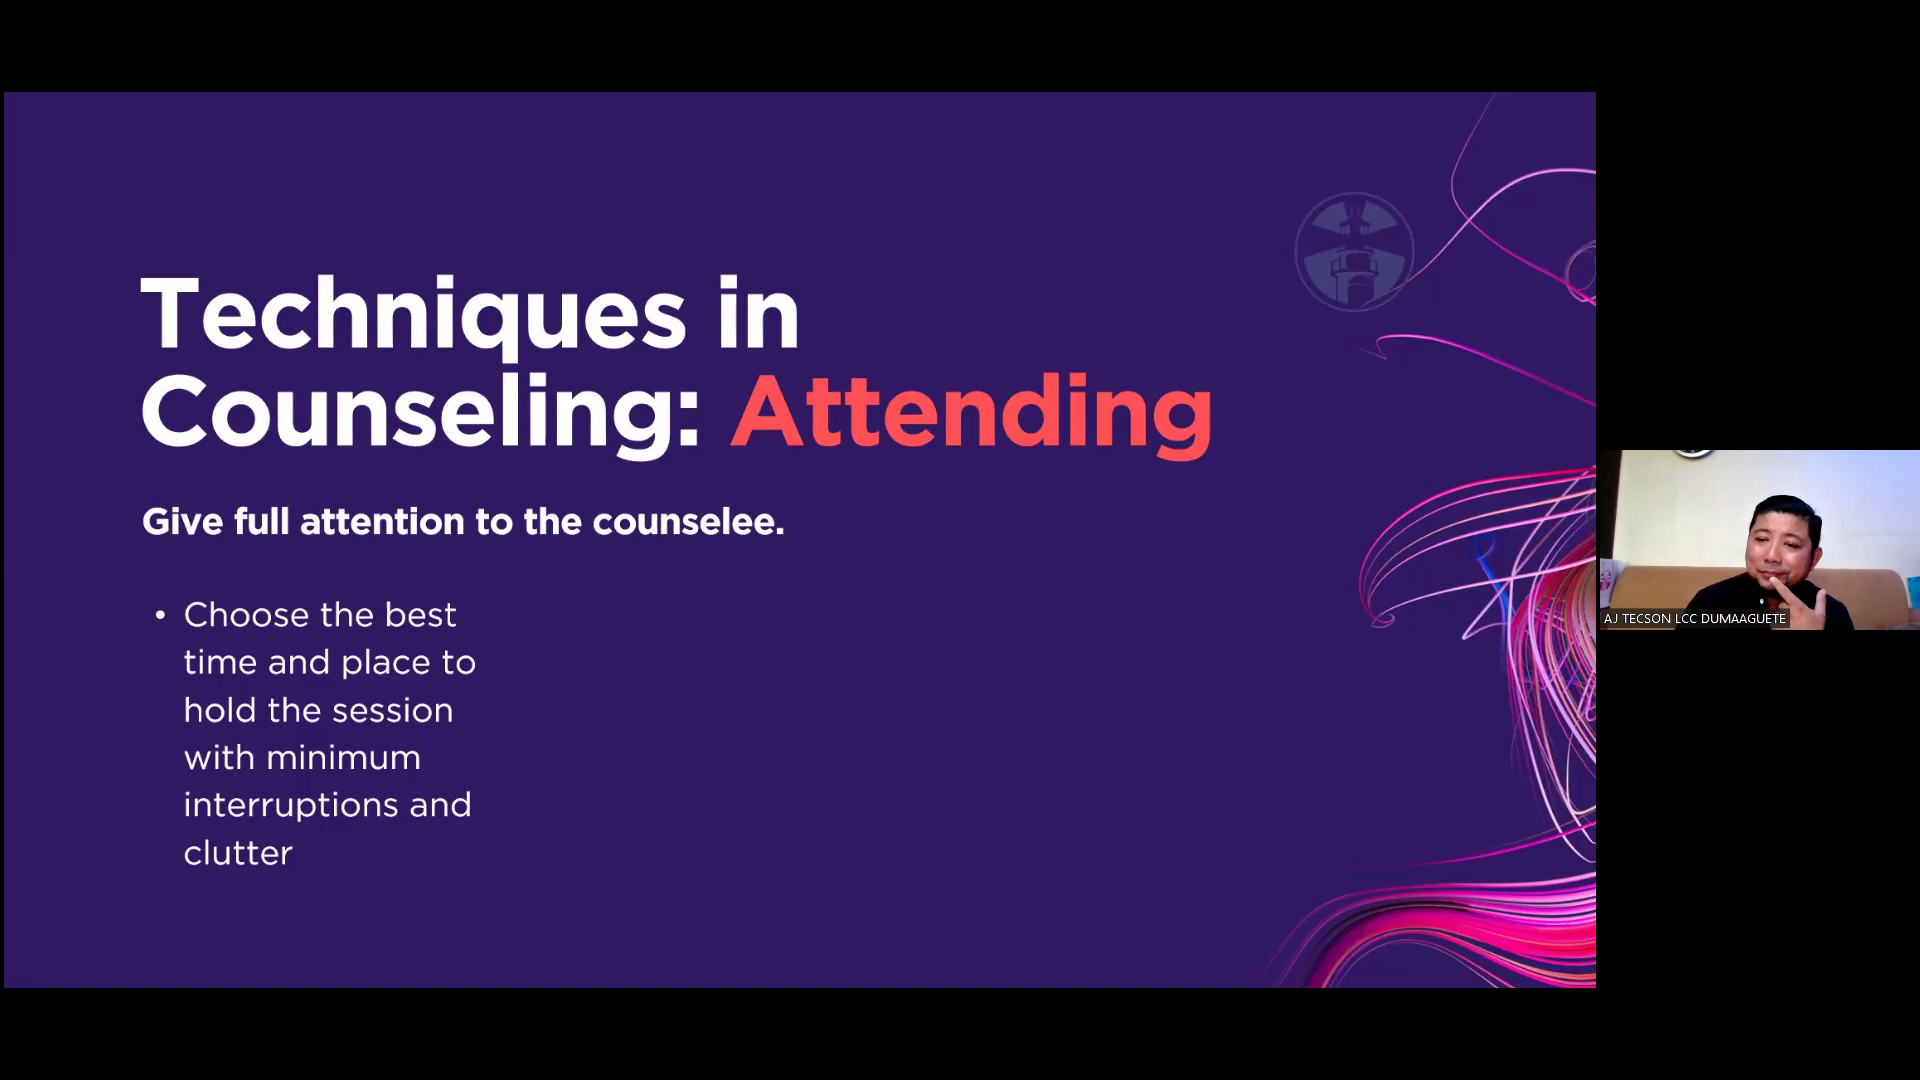 Techniques in
Counseling: Attending
Give full attention to the counselee.
• Choose the best
time and place to
hold the session
with minimum
interruptions and
clutter
AJ TECSON LCC DUMAAGUETE